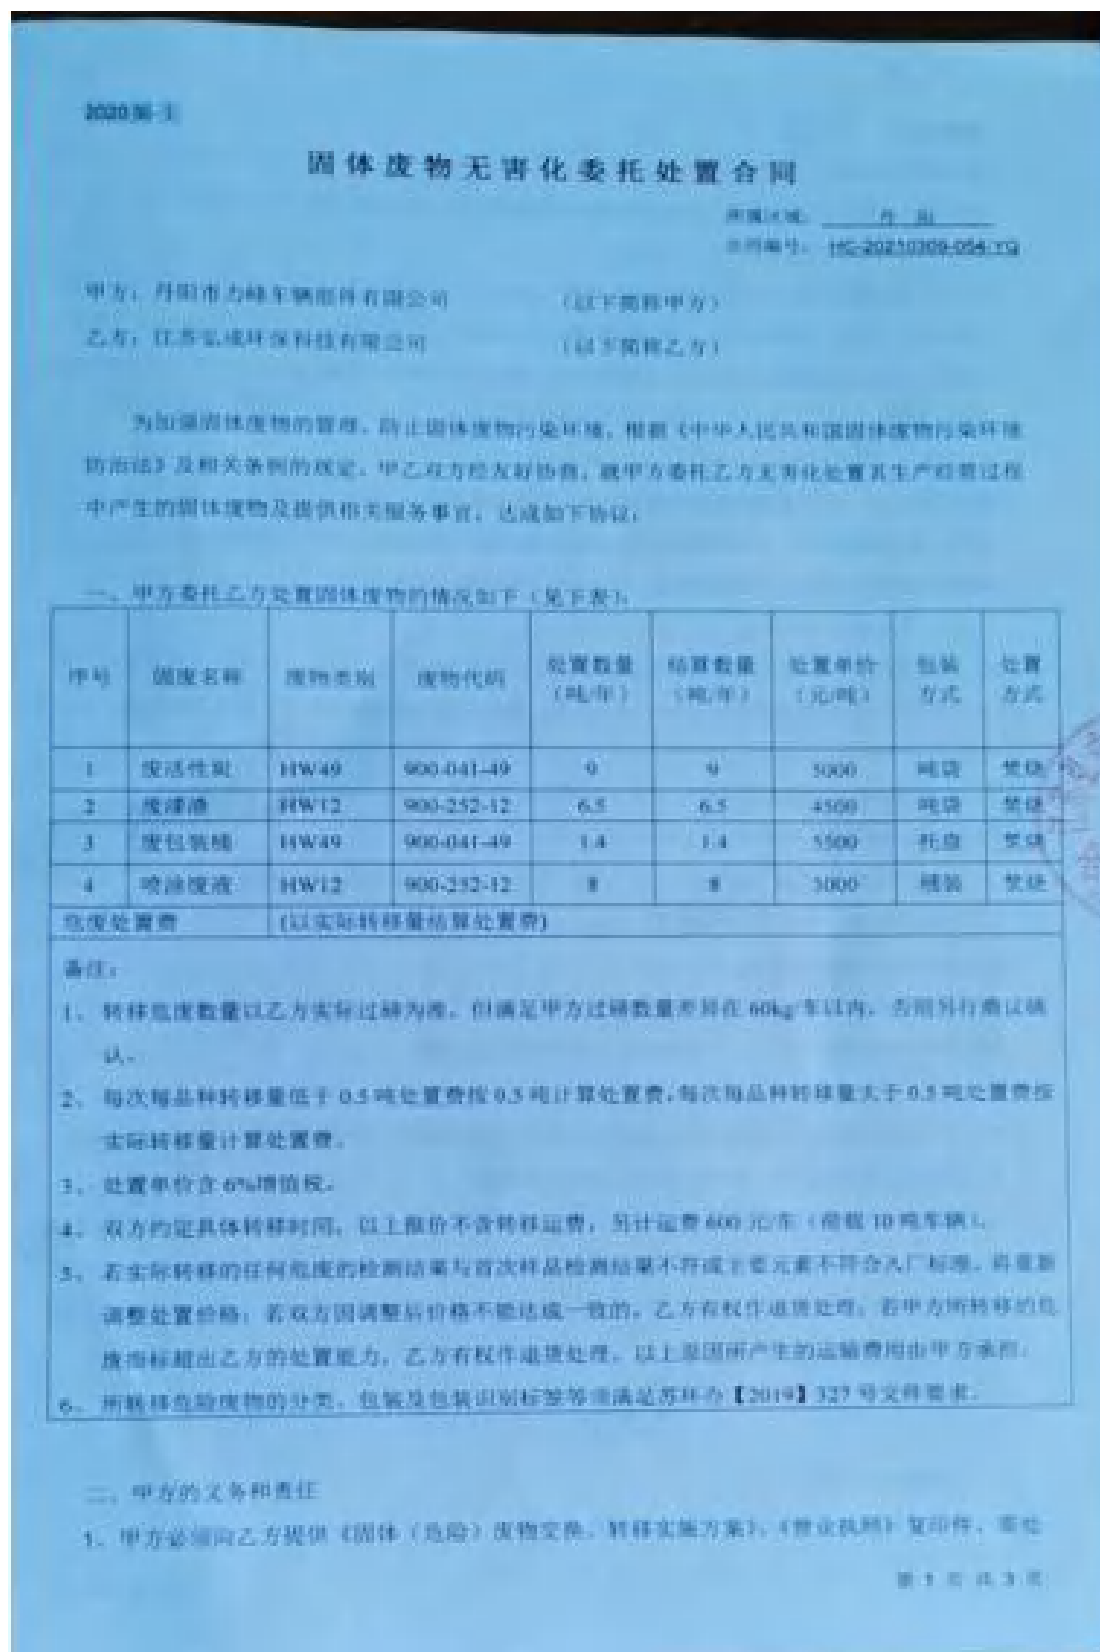 2020第
固体废物无害化委托处置合同
所属区域： 丹阳
合同编号： HC-20210309-054-YQ
甲方：丹阳市力峰车辆部件有限公司 （以下简称甲方）
乙方：江苏弘成环保科技有限公司 （以下简称乙方）
为加强固体废物的管理，防止固体废物污染环境，根据《中华人民共和国固体废物污染环境
防治法》及相关条例的规定，甲乙双方经友好协商，就甲方委托乙方无害化处置其生产经营过程
中产生的固体废物及提供相关服务事宜，达成如下协议：
一、甲方委托乙方处置固体废物的情况如下（见下表）：
序号 固废名称 废物类别 废物代码 处置数量（吨/年） 结算数量（吨/年） 处置单价（元/吨） 包装方式 处置方式
1 废活性炭 HW49 900-041-49 9 9 5000 吨袋 焚烧
2 废漆渣 HW12 900-252-12 6.5 6.5 4500 吨袋 焚烧
3 废包装桶 HW49 900-041-49 1.4 1.4 5500 托盘 焚烧
4 喷涂废液 HW12 900-252-12 8 8 5000 桶装 焚烧
危废处置费 (以实际转移量结算处置费)
备注：
1、转移危废数量以乙方实际过磅为准，但满足甲方过磅数量差异在 60kg/车以内，否则另行商议确
认。
2、每次每品种转移量低于 0.5 吨处置费按 0.5 吨计算处置费，每次每品种转移量大于 0.5 吨处置费按
实际转移量计算处置费。
3、处置单价含 6%增值税。
4、双方约定具体转移时间，以上报价不含转移运费，另计运费 600 元/车（荷载 10 吨车辆）。
5、若实际转移的任何危废的检测结果与首次样品检测结果不符或主要元素不符合入厂标准，将重新
调整处置价格；若双方因调整后价格不能达成一致的，乙方有权作退货处理；若甲方所转移的危
废指标超出乙方的处置能力，乙方有权作退货处理，以上原因所产生的运输费用由甲方承担。
6、所转移危险废物的分类、包装及包装识别标签等须满足苏环办【2019】327 号文件要求。
二、甲方的义务和责任
1、甲方必须向乙方提供《固体（危险）废物交换、转移实施方案》、《营业执照》复印件、委处
第 1 页 共 3 页